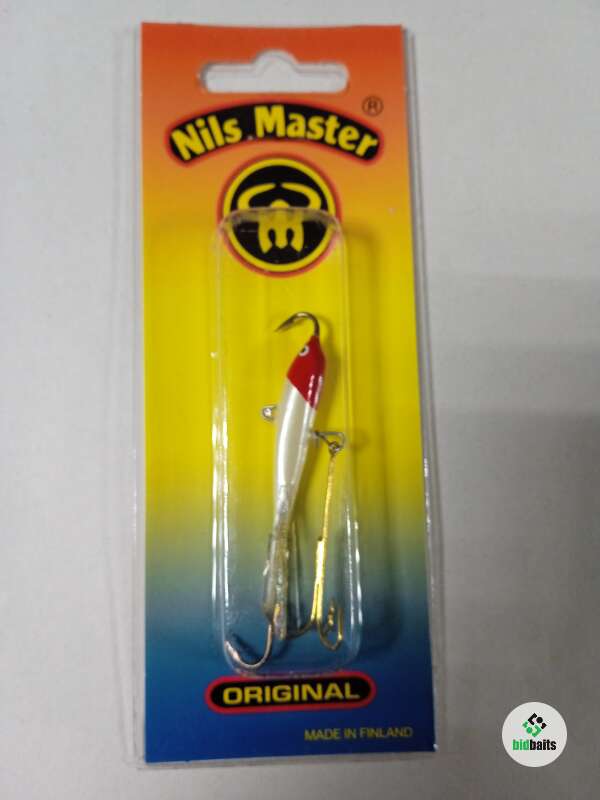 ®
Nils Master
ORIGINAL
MADE IN FINLAND
bidbaits